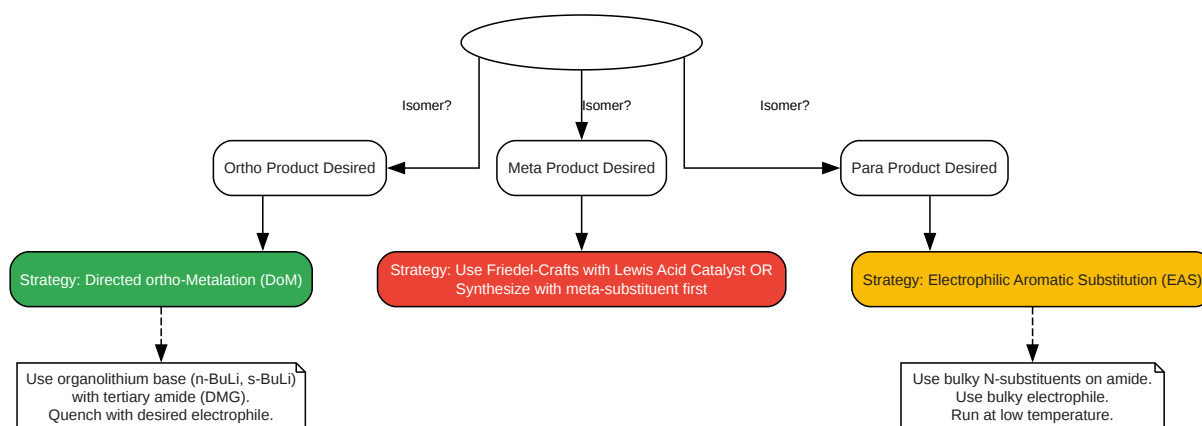 Isomer?
Isomer?
Isomer?
Ortho Product Desired
Meta Product Desired
Para Product Desired
Strategy: Directed ortho-Metalation (DoM)
Strategy: Use Friedel-Crafts with Lewis Acid Catalyst OR
Synthesize with meta-substituent first
Strategy: Electrophilic Aromatic Substitution (EAS)
Use organolithium base (n-BuLi, s-BuLi)
with tertiary amide (DMG).
Quench with desired electrophile.
Use bulky N-substituents on amide.
Use bulky electrophile.
Run at low temperature.